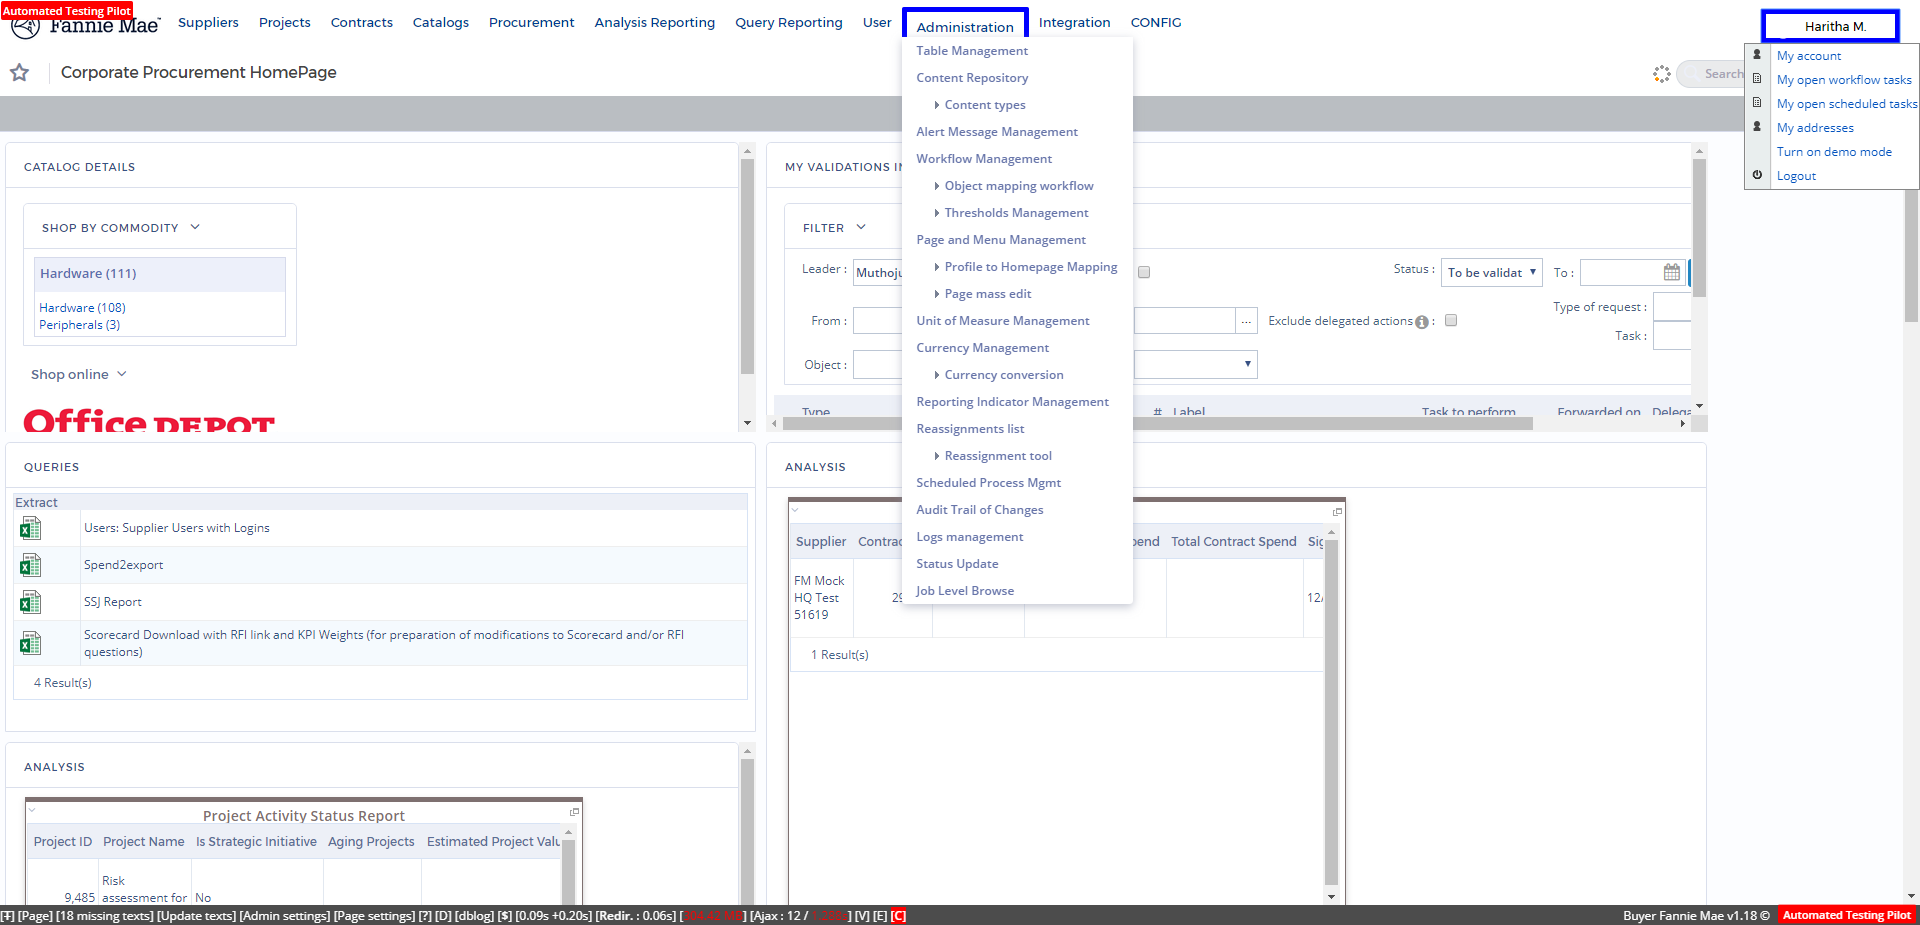 Automated Testing Pilot
Fannie Mae
Suppliers Projects Contracts Catalogs Procurement Analysis Reporting Query Reporting User Administration Integration CONFIG
Haritha M.
My account
My open workflow tasks
My open scheduled tasks
My addresses
Turn on demo mode
Logout
Corporate Procurement HomePage
Search
Table Management
Content Repository
Content types
Alert Message Management
Workflow Management
Object mapping workflow
Thresholds Management
Page and Menu Management
Profile to Homepage Mapping
Page mass edit
Unit of Measure Management
Currency Management
Currency conversion
Reporting Indicator Management
Reassignments list
Reassignment tool
Scheduled Process Mgmt
Audit Trail of Changes
Logs management
Status Update
Job Level Browse
CATALOG DETAILS
SHOP BY COMMODITY
Hardware (111)
Hardware (108)
Peripherals (3)
Shop online
Office DEPOT
MY VALIDATIONS
FILTER
Leader :
Status : To be validat To :
From : ... Exclude delegated actions :
Type of request :
Task :
Object :
Type # Label Task to perform Forwarded on
QUERIES
Extract
Users: Supplier Users with Logins
Spend2export
SSJ Report
Scorecard Download with RFI link and KPI Weights (for preparation of modifications to Scorecard and/or RFI
questions)
4 Result(s)
ANALYSIS
Supplier Total Contract Spend
FM Mock
HQ Test
51619
1 Result(s)
ANALYSIS
Project Activity Status Report
Project ID Project Name Is Strategic Initiative Aging Projects Estimated Project Valu
Risk
9,485 assessment for No
[T] [Page] [18 missing texts] [Update texts] [Admin settings] [Page settings] [?] [D] [dblog] [$] [0.09s +0.20s] [Redir. : 0.06s] [Ajax : 12 / ] [V] [E] [C]
Buyer Fannie Mae v1.18 © Automated Testing Pilot